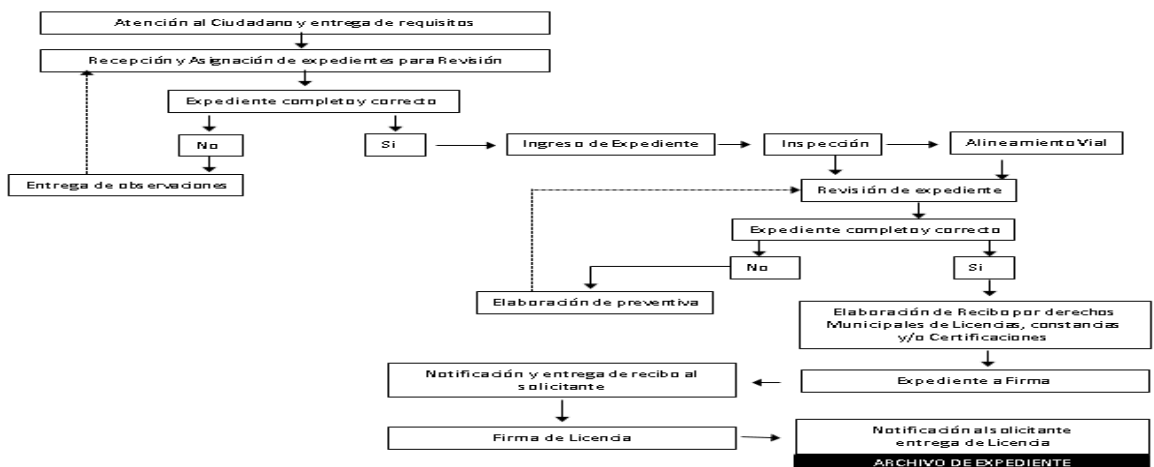 Atención al Ciudadano y entrega de requisitos
Recepción y Asignación de expedientes para Revisión
Expediente completo y correcto
No
Si
Ingreso de Expediente
Inspección
Alineamiento Vial
Entrega de observaciones
Revisión de expediente
Expediente completo y correcto
No
Si
Elaboración de preventiva
Elaboración de Recibo por derechos
Municipales de Licencias, constancias
y/o Certificaciones
Notificación y entrega de recibo al
solicitante
Expediente a Firma
Firma de Licencia
Notificación al solicitante
entrega de Licencia
ARCHIVO DE EXPEDIENTE